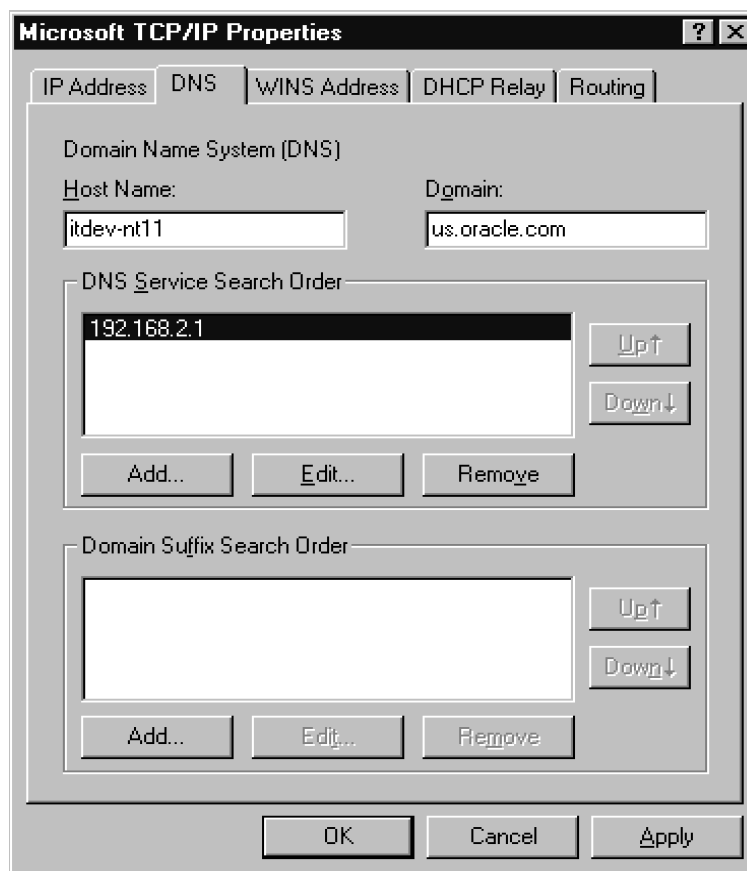 Microsoft TCP/IP Properties ? X
IP Address DNS WINS Address DHCP Relay Routing
Domain Name System (DNS)
Host Name: Domain:
itdev-nt11 us.oracle.com
DNS Service Search Order
192.168.2.1
Up↑
Down↓
Add... Edit... Remove
Domain Suffix Search Order
Up↑
Down↓
Add... Edit... Remove
OK Cancel Apply